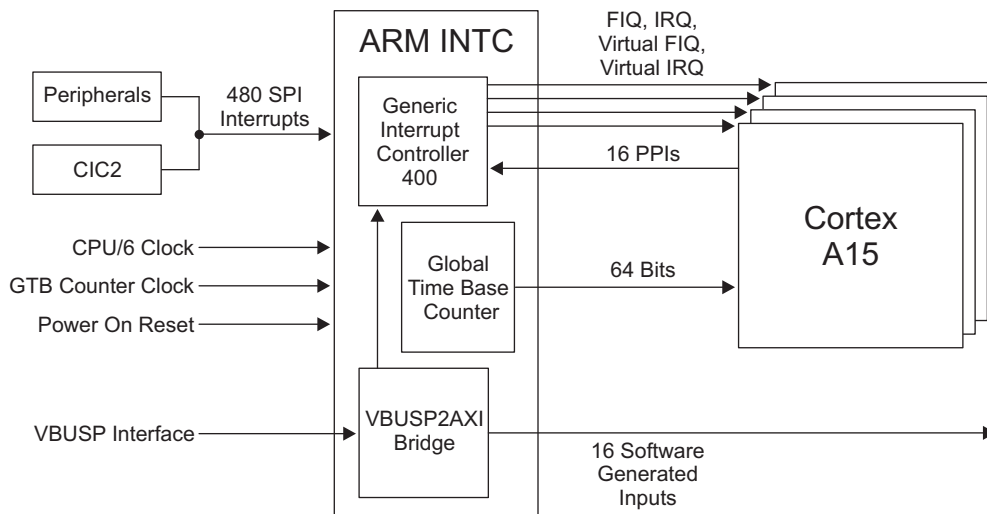 ARM INTC
FIQ, IRQ,
Virtual FIQ,
Virtual IRQ
Peripherals
CIC2
480 SPI
Interrupts
Generic
Interrupt
Controller
400
16 PPIs
Cortex
A15
CPU/6 Clock
GTB Counter Clock
Power On Reset
Global
Time Base
Counter
64 Bits
VBUSP Interface
VBUSP2AXI
Bridge
16 Software
Generated
Inputs